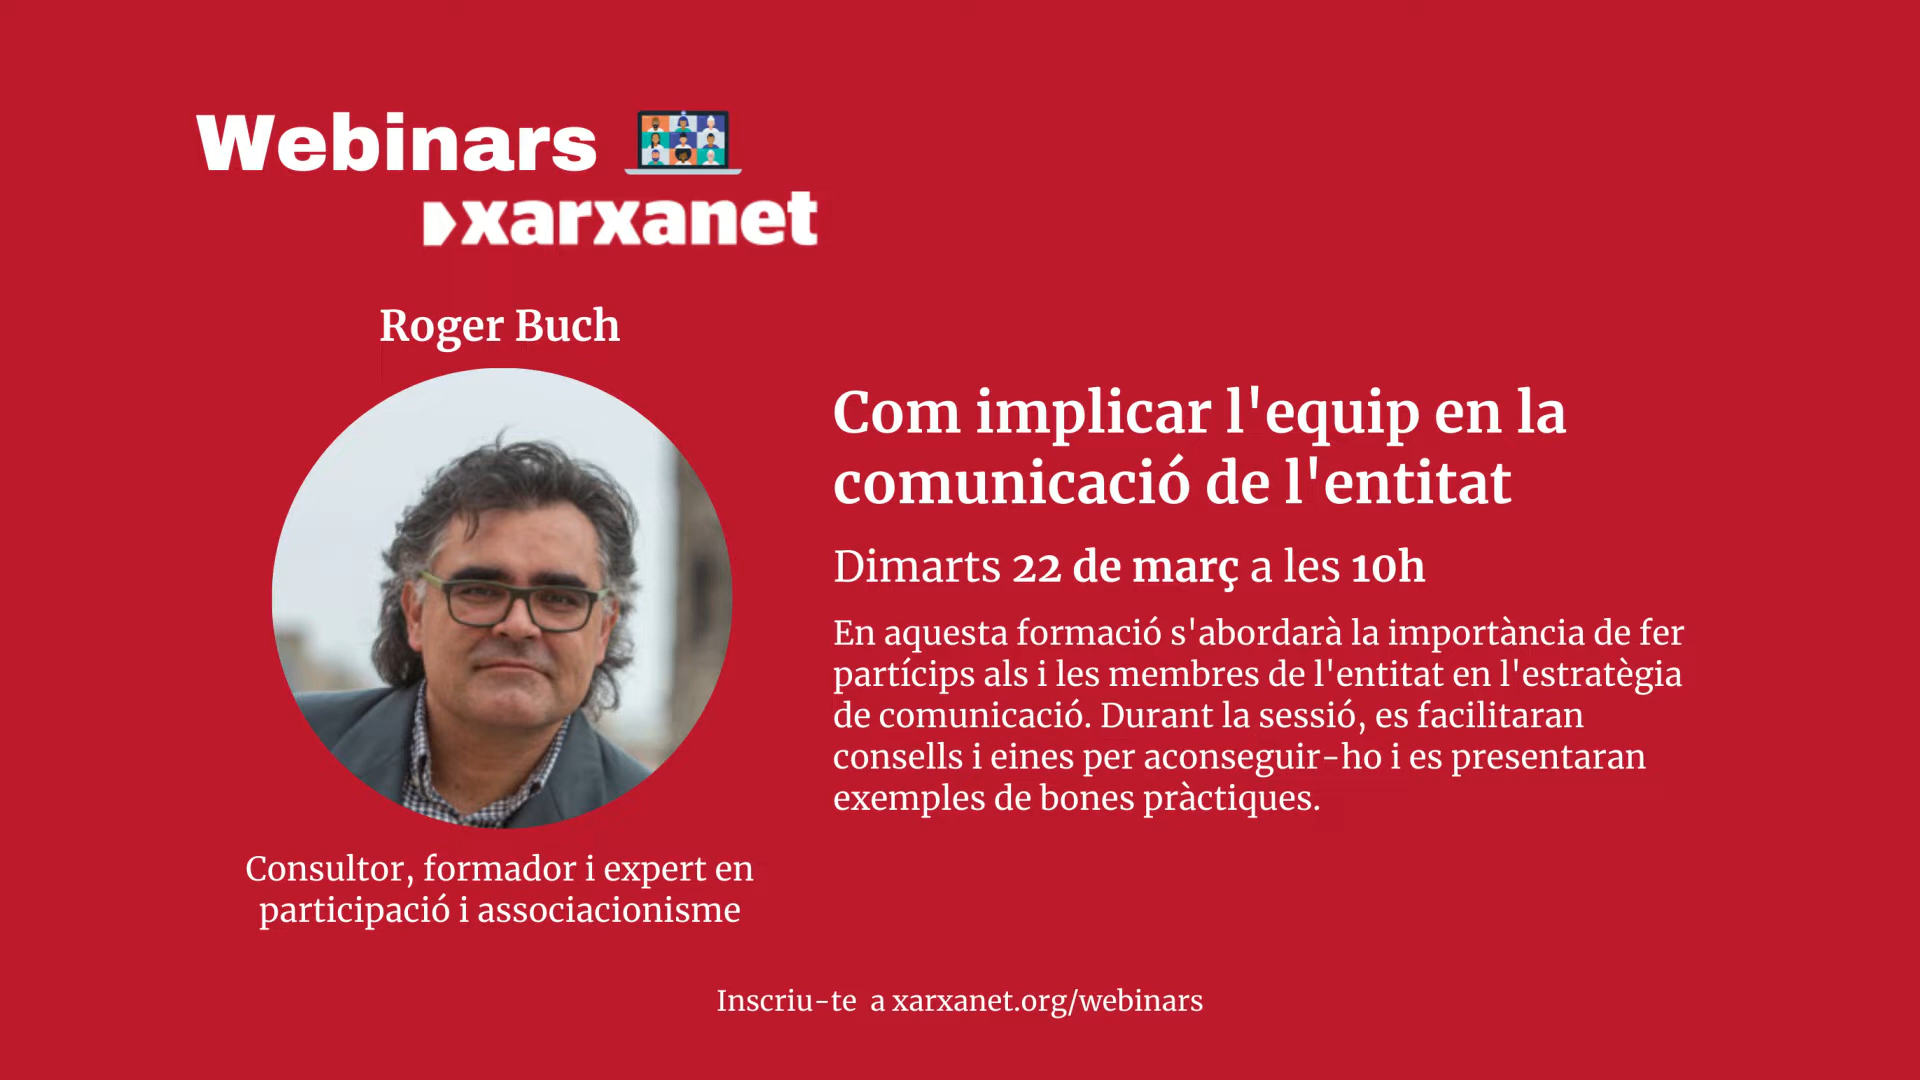 Webinars
xarxanet
Roger Buch
Com implicar l'equip en la
comunicació de l'entitat
Dimarts 22 de març a les 10h
En aquesta formació s'abordarà la importància de fer
partícips als i les membres de l'entitat en l'estratègia
de comunicació. Durant la sessió, es facilitaran
consells i eines per aconseguir-ho i es presentaran
exemples de bones pràctiques.
Consultor, formador i expert en
participació i associacionisme
Inscriu-te a xarxanet.org/webinars